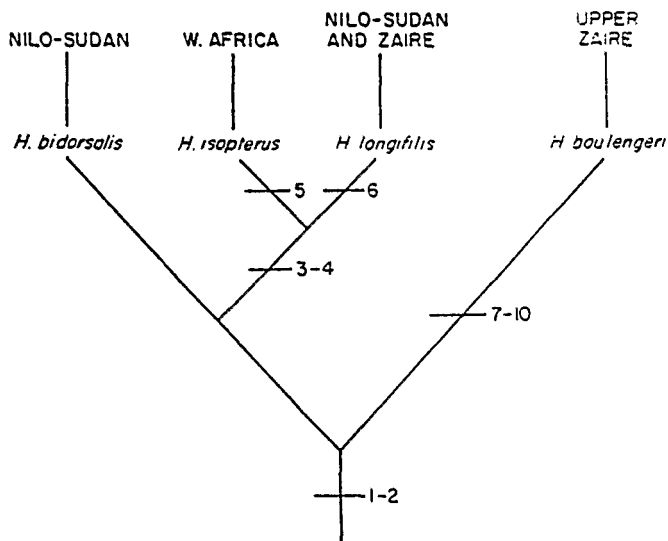 NILO-SUDAN
W. AFRICA
NILO-SUDAN
AND ZAIRE
UPPER
ZAIRE
H. bidorsalis
H. isopterus
H longifilis
H boulengeri
5
6
3-4
7-10
1-2